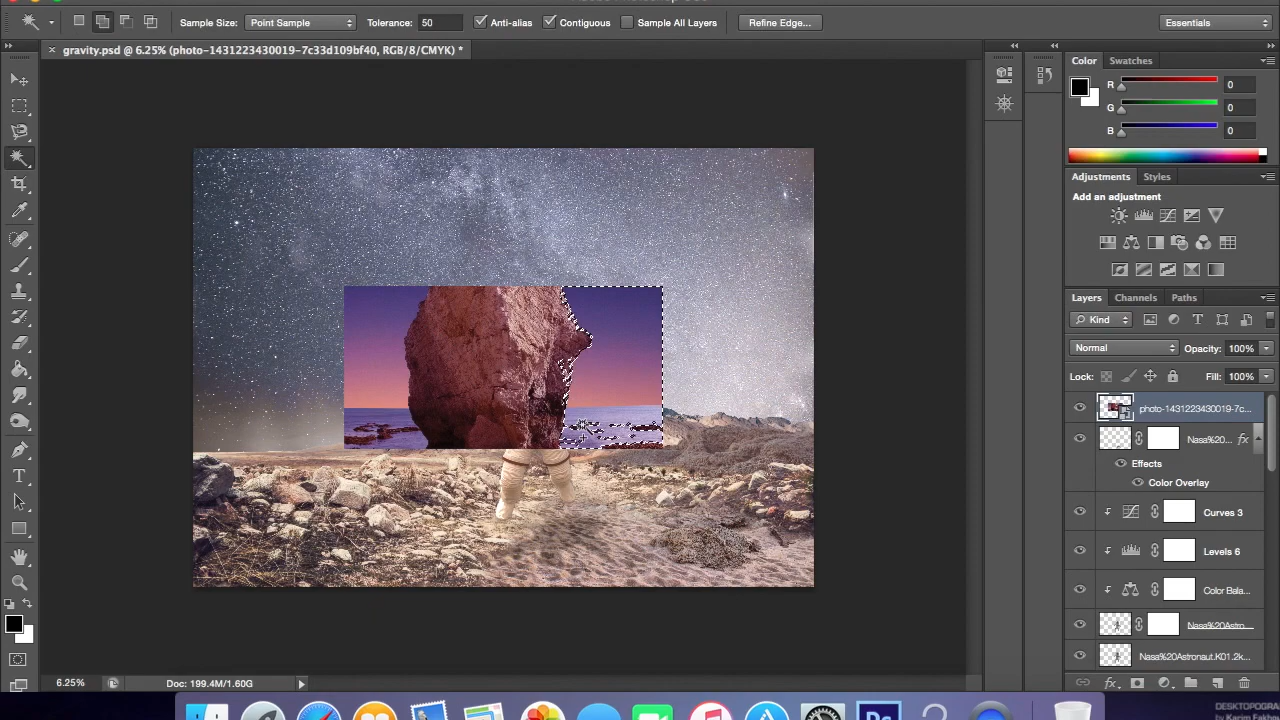 Sample Size: Point Sample Tolerance: 50 Anti-alias Contiguous Sample All Layers Refine Edge... Essentials
× gravity.psd @ 6.25% (photo-1431223430019-7c33d109bf40, RGB/8/CMYK) *
Color Swatches
R 0
G 0
B 0
Adjustments Styles
Add an adjustment
Layers Channels Paths
Kind
Normal Opacity: 100%
Lock: Fill: 100%
photo-1431223430019-7c...
Nasa%20... fx
Effects
Color Overlay
Curves 3
Levels 6
Color Bala...
Nasa%20Astro...
Nasa%20Astronaut.K01.2k...
6.25% Doc: 199.4M/1.60G
fx
Ps
DESKTOPOGRA